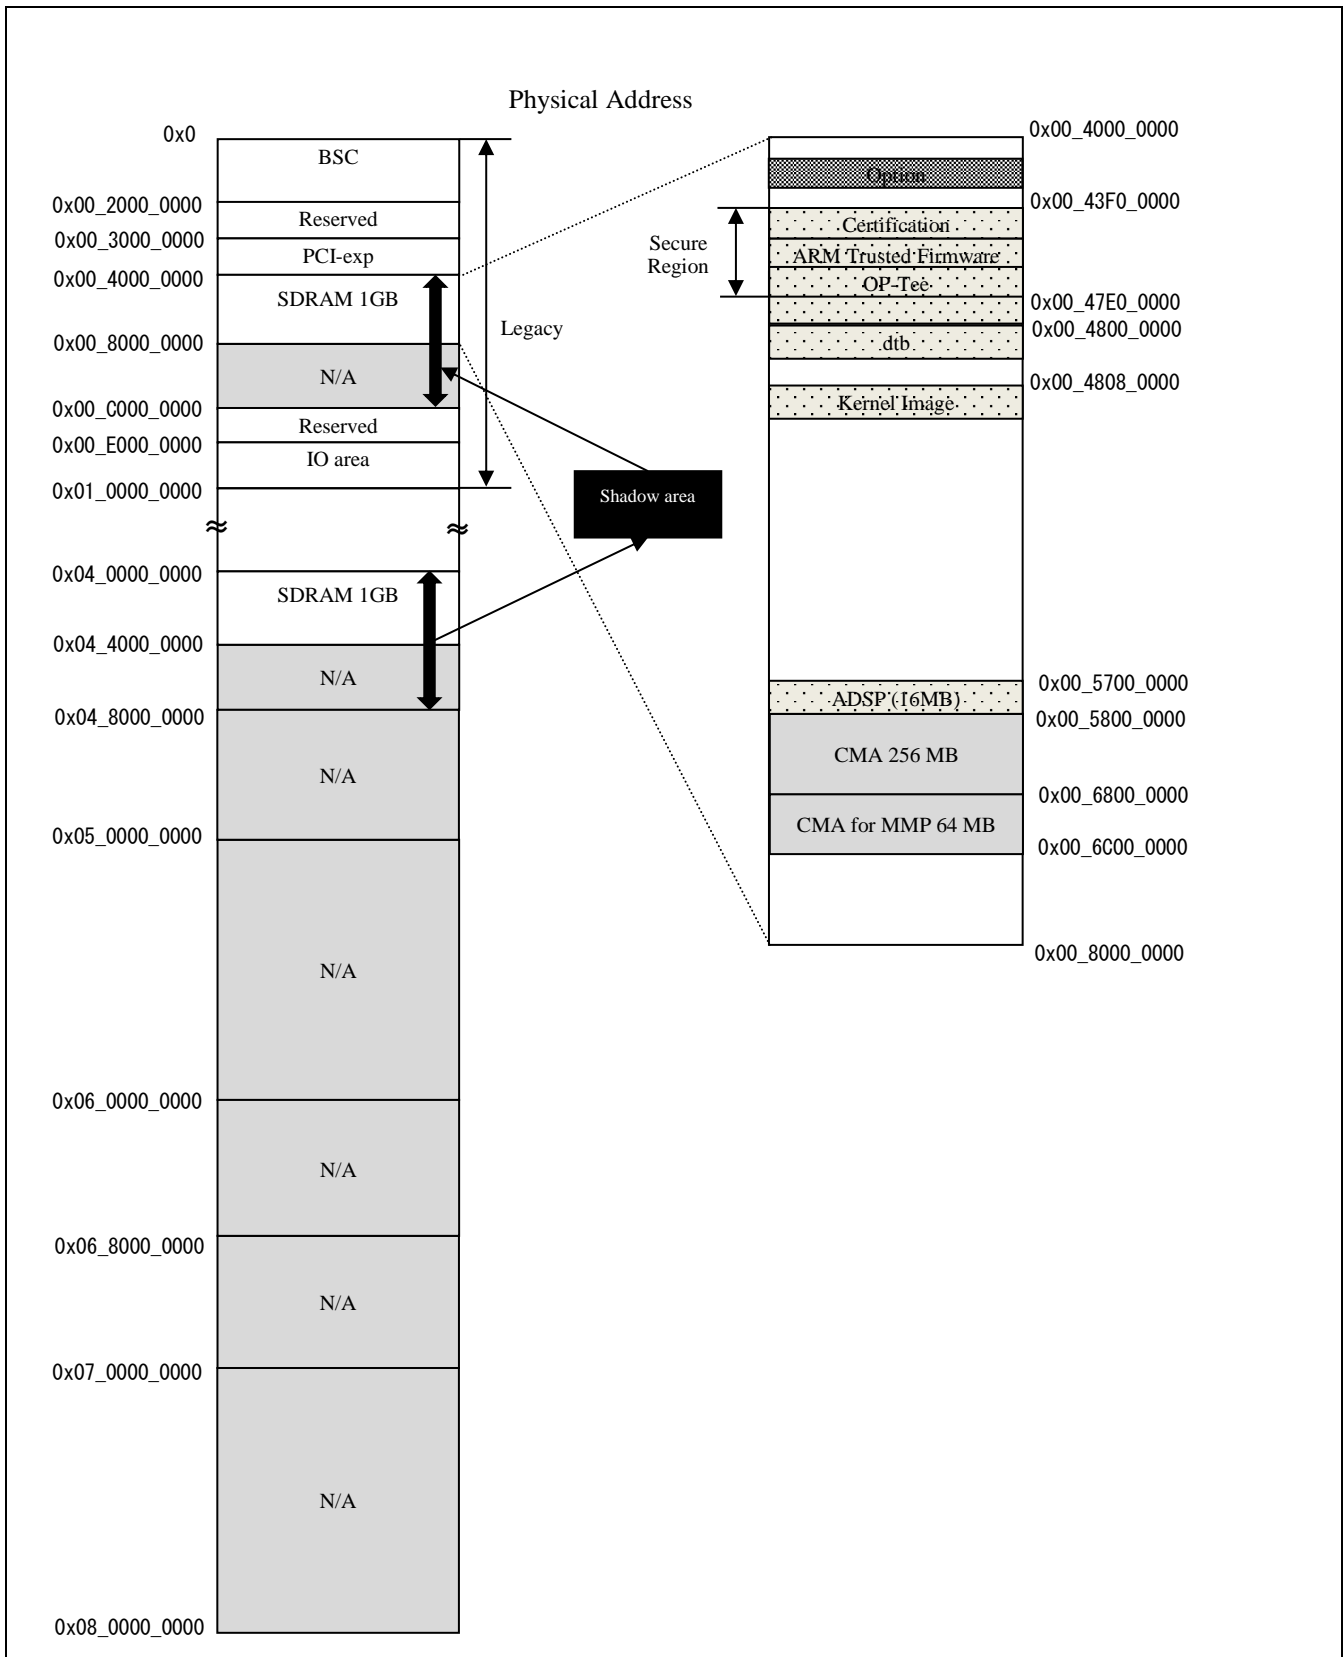 Physical Address
0x0
BSC
0x00_2000_0000
Reserved
0x00_3000_0000
PCI-exp
0x00_4000_0000
SDRAM 1GB
0x00_8000_0000
N/A
0x00_C000_0000
Reserved
0x00_E000_0000
IO area
0x01_0000_0000
Legacy
Shadow area
0x04_0000_0000
SDRAM 1GB
0x04_4000_0000
N/A
0x04_8000_0000
N/A
0x05_0000_0000
N/A
0x06_0000_0000
N/A
0x06_8000_0000
N/A
0x07_0000_0000
N/A
0x08_0000_0000
0x00_4000_0000
Option
0x00_43F0_0000
Secure
Region
Certification
ARM Trusted Firmware
OP-Tee
0x00_47E0_0000
0x00_4800_0000
dtb
0x00_4808_0000
Kernel Image
0x00_5700_0000
ADSP (16MB)
0x00_5800_0000
CMA 256 MB
0x00_6800_0000
CMA for MMP 64 MB
0x00_6C00_0000
0x00_8000_0000